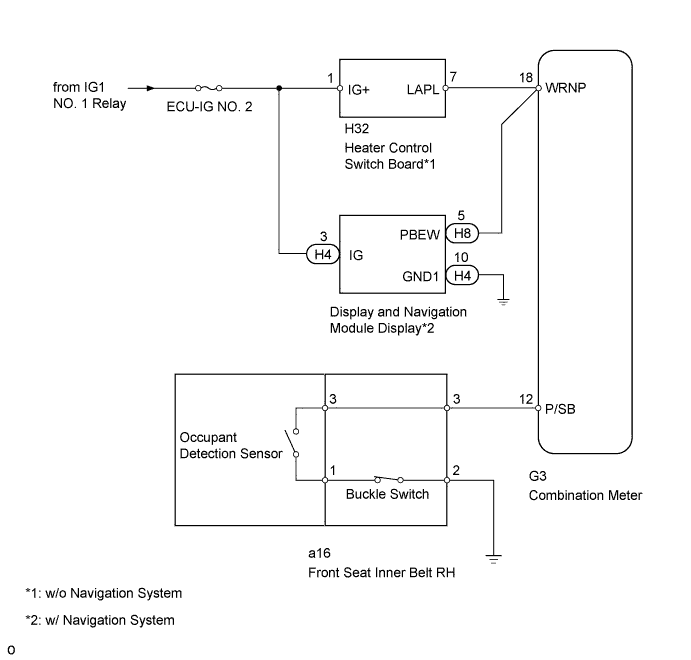 from IG1
NO. 1 Relay
ECU-IG NO. 2
1
IG+
LAPL
7
18
WRNP
H32
Heater Control
Switch Board*1
3
H4
IG
PBEW
5
H8
GND1
10
H4
Display and Navigation
Module Display*2
3
3
12
P/SB
Occupant
Detection Sensor
1
Buckle Switch
2
G3
Combination Meter
a16
Front Seat Inner Belt RH
*1: w/o Navigation System
*2: w/ Navigation System
O